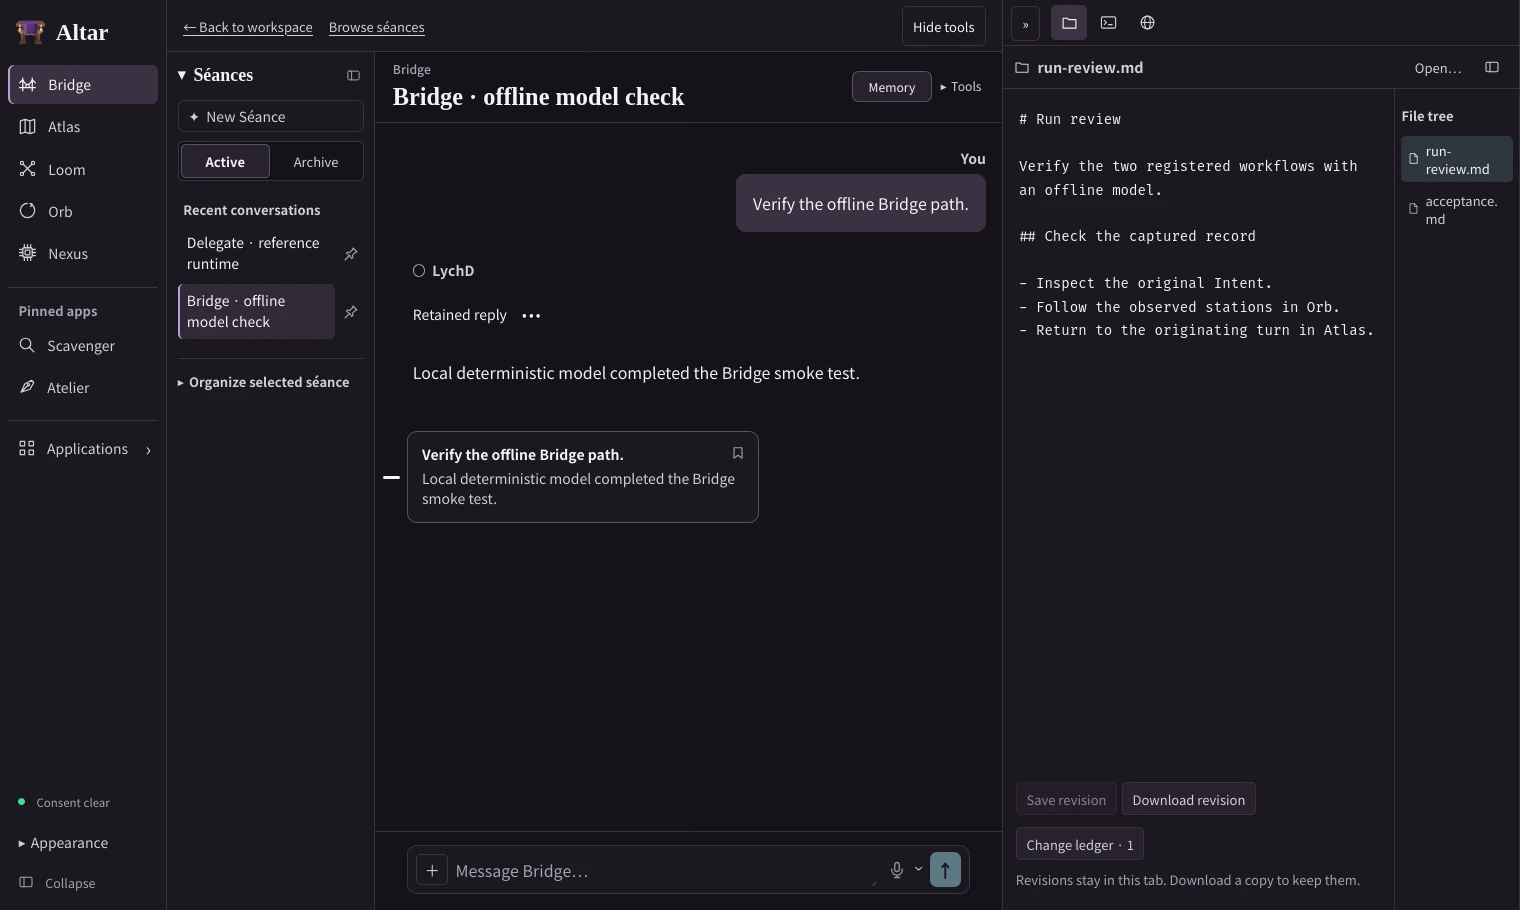 Altar
Bridge
Atlas
Loom
Orb
Nexus
Pinned apps
Scavenger
Atelier
Applications ›
Consent clear
▸ Appearance
Collapse
← Back to workspace
Browse séances
Hide tools
▼ Séances
✦ New Séance
Active
Archive
Recent conversations
Delegate · reference
runtime
Bridge · offline
model check
▸ Organize selected séance
Bridge
Bridge · offline model check
Memory
▸ Tools
You
Verify the offline Bridge path.
LychD
Retained reply •••
Local deterministic model completed the Bridge smoke test.
Verify the offline Bridge path.
Local deterministic model completed the Bridge
smoke test.
+
Message Bridge…
↑
»
run-review.md
Open…
# Run review
Verify the two registered workflows with
an offline model.
## Check the captured record
- Inspect the original Intent.
- Follow the observed stations in Orb.
- Return to the originating turn in Atlas.
Save revision
Download revision
Change ledger · 1
Revisions stay in this tab. Download a copy to keep them.
File tree
run-
review.md
acceptance.
md